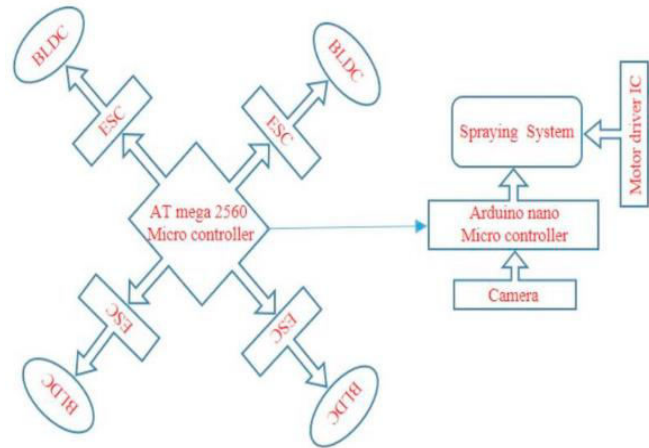 BLDC
BLDC
ESC
ESC
Spraying System
Motor driver IC
AT mega 2560
Micro controller
Arduino nano
Micro controller
Camera
ESC
ESC
BLDC
BLDC